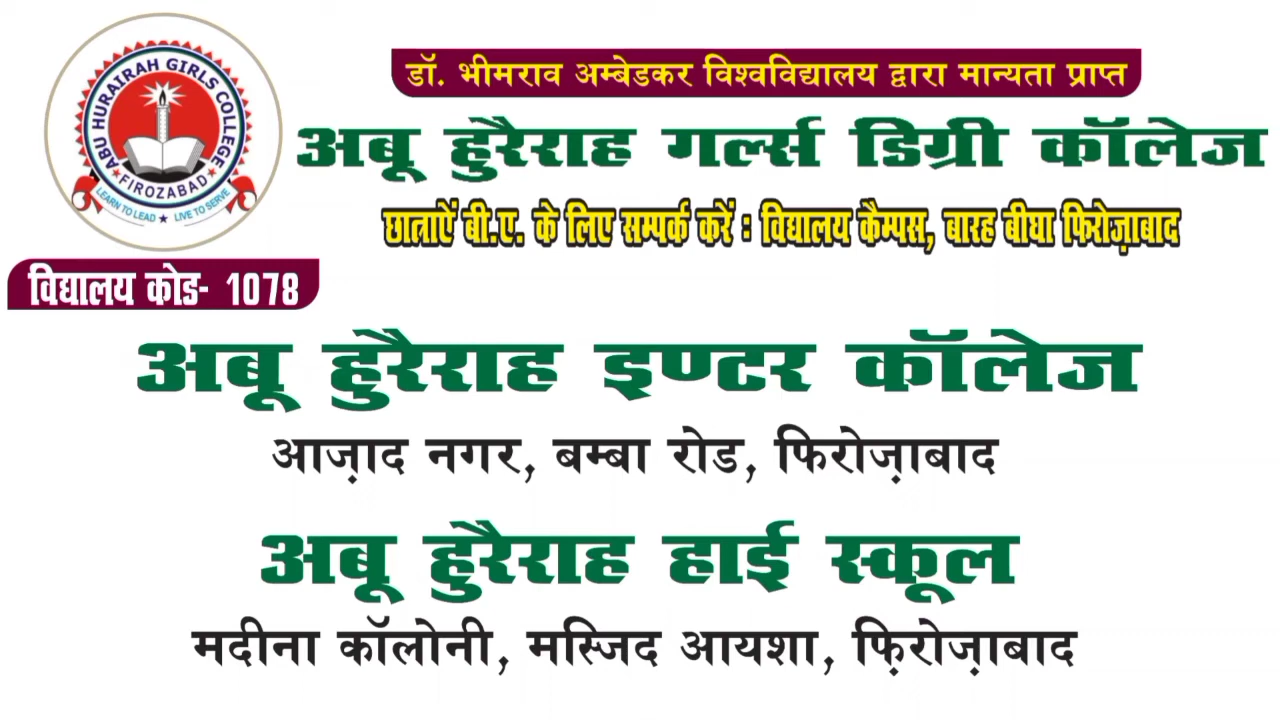 ABU HURAIRAH GIRLS COLLEGE
★ FIROZABAD ★
LEARN TO LEAD ★ LIVE TO SERVE
डॉ. भीमराव अम्बेडकर विश्वविद्यालय द्वारा मान्यता प्राप्त
अबू हुरैराह गर्ल्स डिग्री कॉलेज
छात्राऐं बी.ए. के लिए सम्पर्क करें : विद्यालय कैम्पस, बारह बीघा फिरोज़ाबाद
विद्यालय कोड- 1078
अबू हुरैराह इण्टर कॉलेज
आज़ाद नगर, बम्बा रोड, फिरोज़ाबाद
अबू हुरैराह हाई स्कूल
मदीना कॉलोनी, मस्जिद आयशा, फ़िरोज़ाबाद